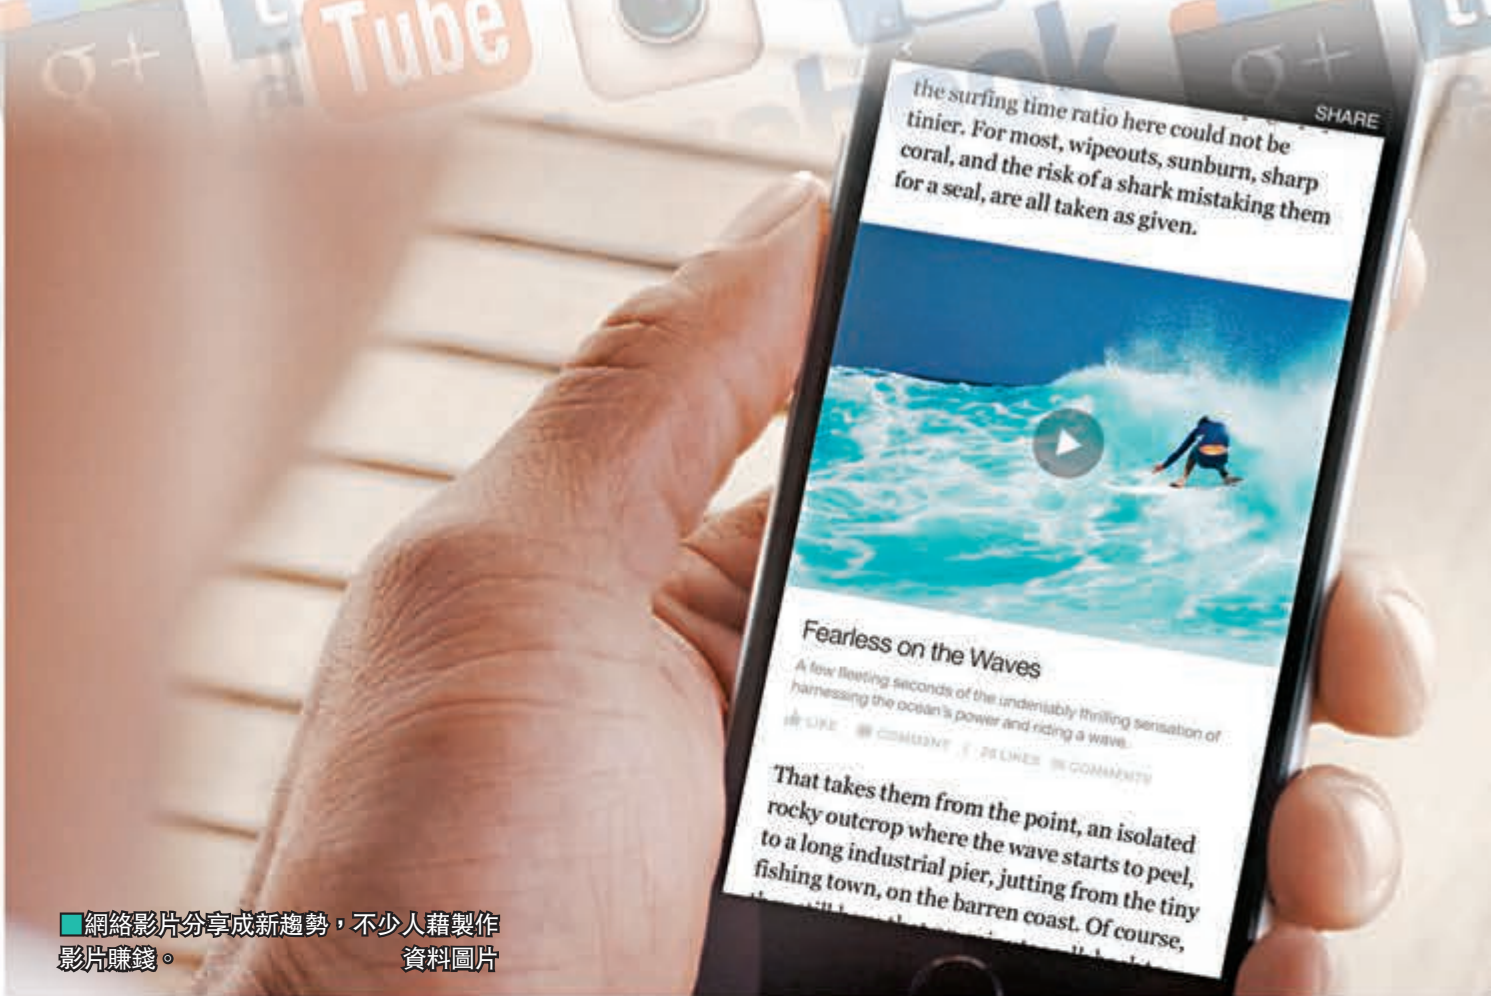 g+
Tube
SHARE
the surfing time ratio here could not be
tinier. For most, wipeouts, sunburn, sharp
coral, and the risk of a shark mistaking them
for a seal, are all taken as given.
Fearless on the Waves
A few fleeting seconds of the undeniably thrilling sensation of
harnessing the ocean's power and riding a wave.
LIKE COMMENT | 28 LIKES COMMENTS
That takes them from the point, an isolated
rocky outcrop where the wave starts to peel,
to a long industrial pier, jutting from the tiny
fishing town, on the barren coast. Of course,
■網絡影片分享成新趨勢，不少人藉製作
影片賺錢。 資料圖片